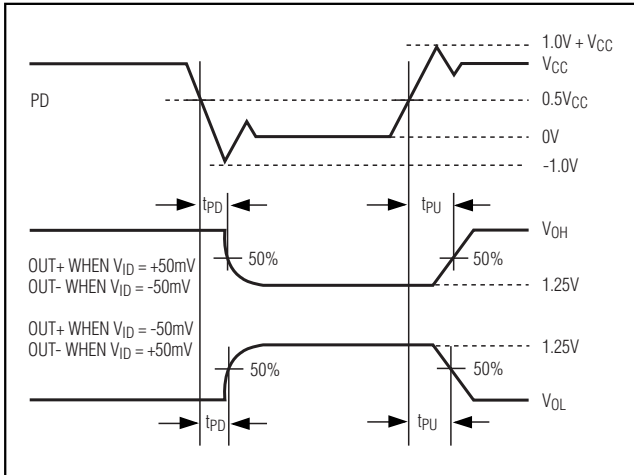 1.0V + VCC
VCC
PD
0.5VCC
0V
-1.0V
tPD
tPU
VOH
50%
50%
OUT+ WHEN VID = +50mV
OUT- WHEN VID = -50mV
1.25V
OUT+ WHEN VID = -50mV
OUT- WHEN VID = +50mV
1.25V
50%
50%
VOL
tPD
tPU